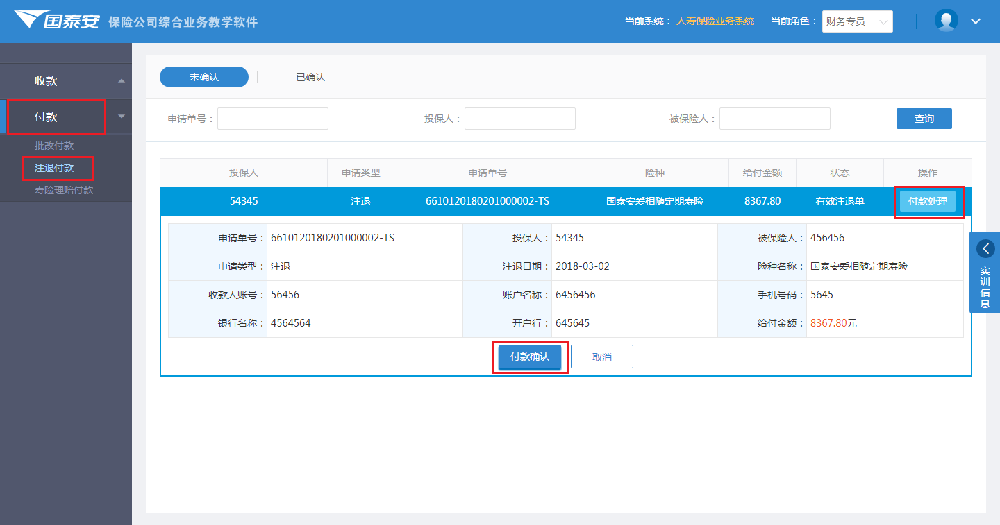 国泰安 保险公司综合业务教学软件
当前系统： 人寿保险业务系统 当前角色： 财务专员
收款
付款
批改付款
注退付款
寿险理赔付款
未确认 已确认
申请单号： 投保人： 被保险人： 查询
投保人 申请类型 申请单号 险种 给付金额 状态 操作
54345 注退 6610120180201000002-TS 国泰安爱相随定期寿险 8367.80 有效注退单 付款处理
申请单号： 6610120180201000002-TS 投保人： 54345 被保险人： 456456
申请类型： 注退 注退日期： 2018-03-02 险种名称： 国泰安爱相随定期寿险
收款人账号： 56456 账户名称： 6456456 手机号码： 5645
银行名称： 4564564 开户行： 645645 给付金额： 8367.80元
付款确认 取消
实训信息